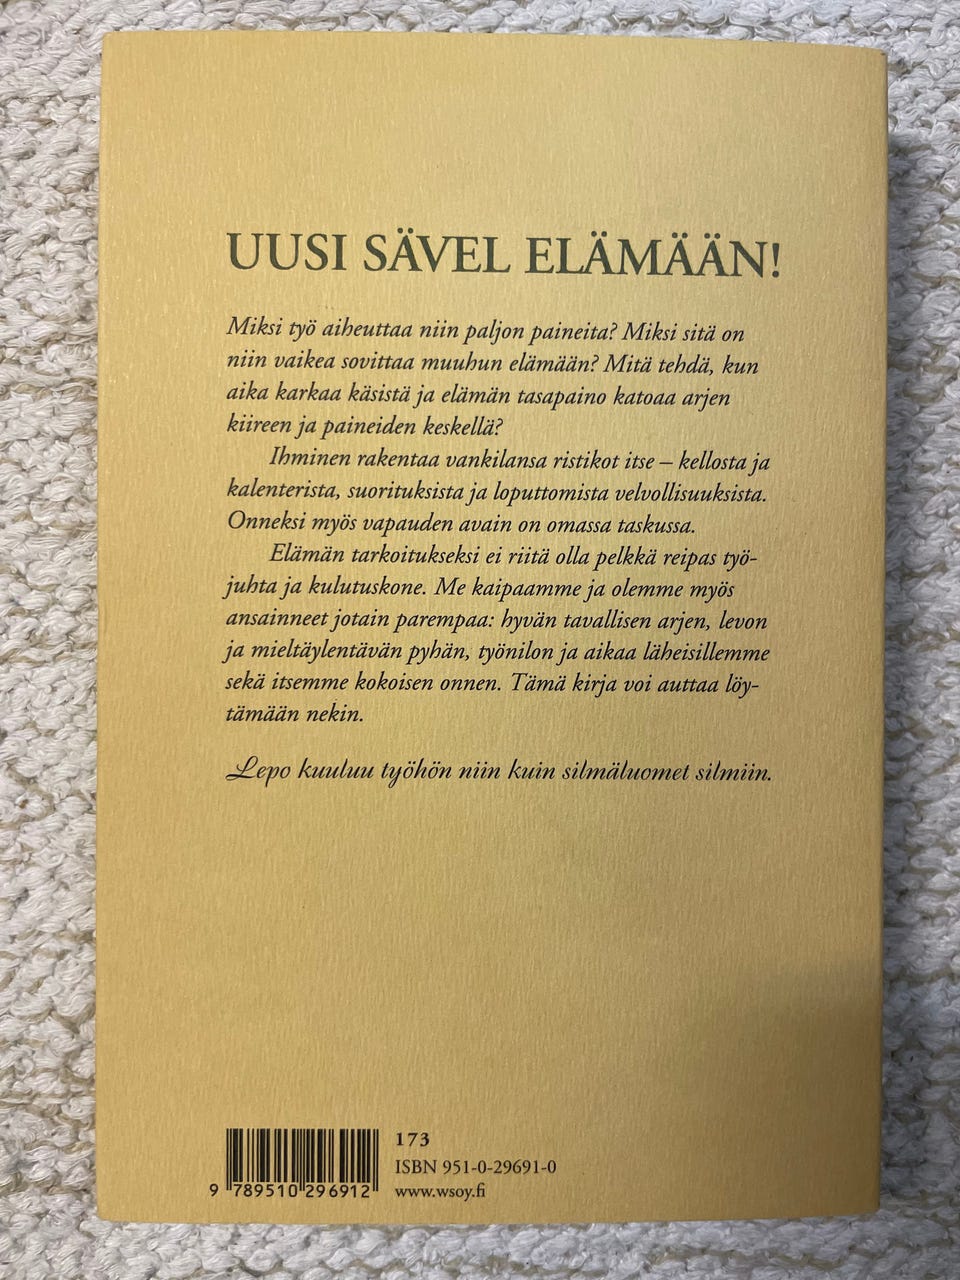 UUSI SÄVEL ELÄMÄÄN!
Miksi työ aiheuttaa niin paljon paineita? Miksi sitä on
niin vaikea sovittaa muuhun elämään? Mitä tehdä, kun
aika karkaa käsistä ja elämän tasapaino katoaa arjen
kiireen ja paineiden keskellä?
Ihminen rakentaa vankilansa ristikot itse – kellosta ja
kalenterista, suorituksista ja loputtomista velvollisuuksista.
Onneksi myös vapauden avain on omassa taskussa.
Elämän tarkoitukseksi ei riitä olla pelkkä reipas työ-
juhta ja kulutuskone. Me kaipaamme ja olemme myös
ansainneet jotain parempaa: hyvän tavallisen arjen, levon
ja mieltäylentävän pyhän, työnilon ja aikaa läheisillemme
sekä itsemme kokoisen onnen. Tämä kirja voi auttaa löy-
tämään nekin.
Lepo kuuluu työhön niin kuin silmäluomet silmiin.
173
ISBN 951-0-29691-0
www.wsoy.fi
9 789510 296912